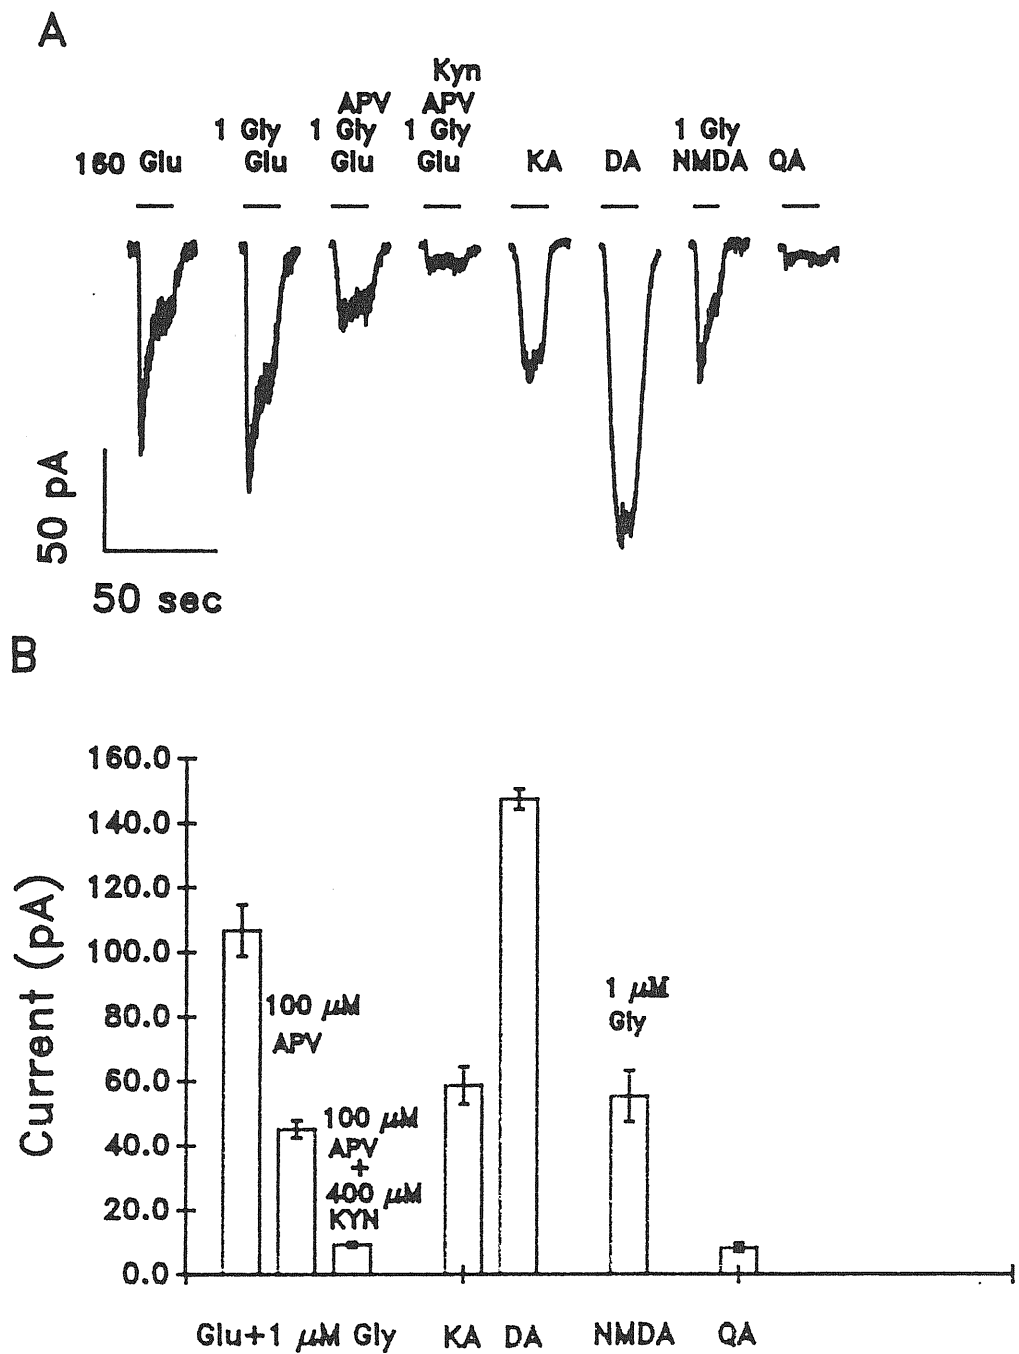 A
Kyn
APV APV
1 Gly 1 Gly 1 Gly 1 Gly
160 Glu Glu Glu Glu KA DA NMDA QA
50 pA
50 sec
B
160.0
140.0
120.0
100.0
80.0
60.0
40.0
20.0
0.0
Current (pA)
100 μM
APV
100 μM
APV
+
400 μM
KYN
1 μM
Gly
Glu+1 μM Gly KA DA NMDA QA